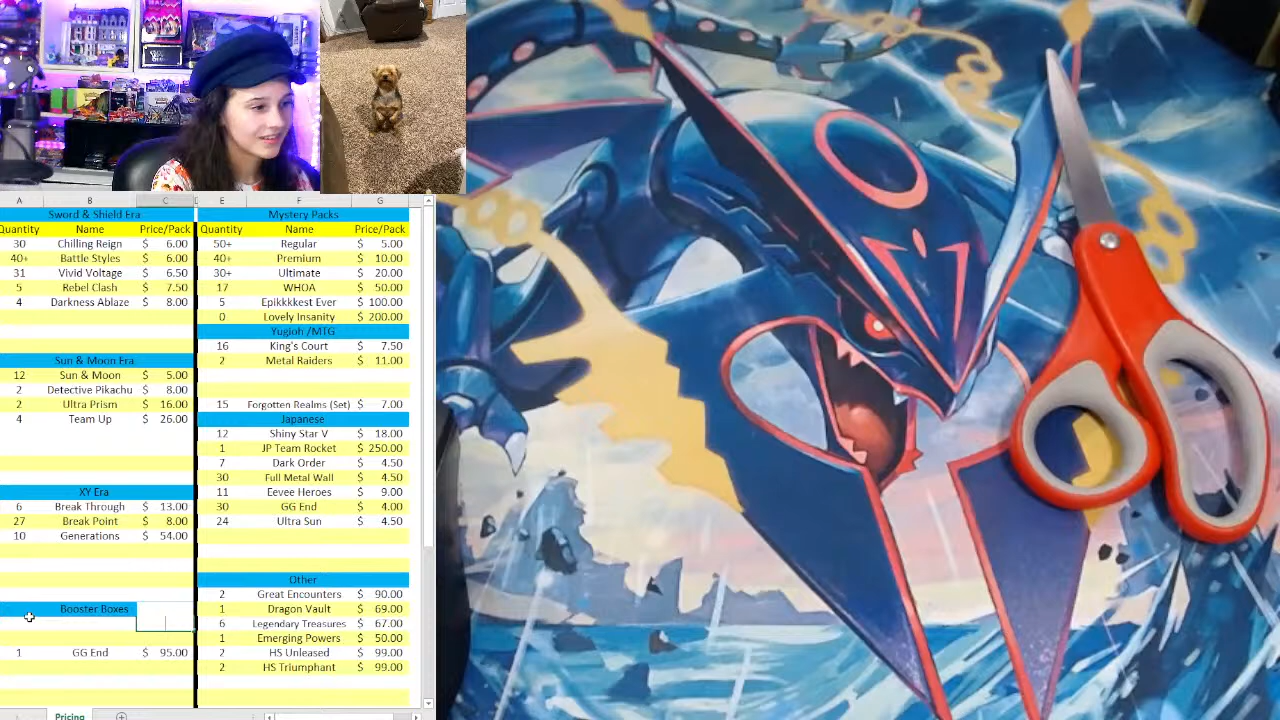 A B C
Sword & Shield Era
Quantity Name Price/Pack
30 Chilling Reign $ 6.00
40+ Battle Styles $ 6.00
31 Vivid Voltage $ 6.50
5 Rebel Clash $ 7.50
4 Darkness Ablaze $ 8.00
Sun & Moon Era
12 Sun & Moon $ 5.00
2 Detective Pikachu $ 8.00
2 Ultra Prism $ 16.00
4 Team Up $ 26.00
XY Era
6 Break Through $ 13.00
27 Break Point $ 8.00
10 Generations $ 54.00
Booster Boxes
1 GG End $ 95.00
E F G
Mystery Packs
Quantity Name Price/Pack
50+ Regular $ 5.00
40+ Premium $ 10.00
30+ Ultimate $ 20.00
17 WHOA $ 50.00
5 Epikkkkest Ever $ 100.00
0 Lovely Insanity $ 200.00
Yugioh /MTG
16 King's Court $ 7.50
2 Metal Raiders $ 11.00
15 Forgotten Realms (Set) $ 7.00
Japanese
12 Shiny Star V $ 18.00
1 JP Team Rocket $ 250.00
7 Dark Order $ 4.50
30 Full Metal Wall $ 4.50
11 Eevee Heroes $ 9.00
30 GG End $ 4.00
24 Ultra Sun $ 4.50
Other
2 Great Encounters $ 90.00
1 Dragon Vault $ 69.00
6 Legendary Treasures $ 67.00
1 Emerging Powers $ 50.00
2 HS Unleased $ 99.00
2 HS Triumphant $ 99.00
Pricing